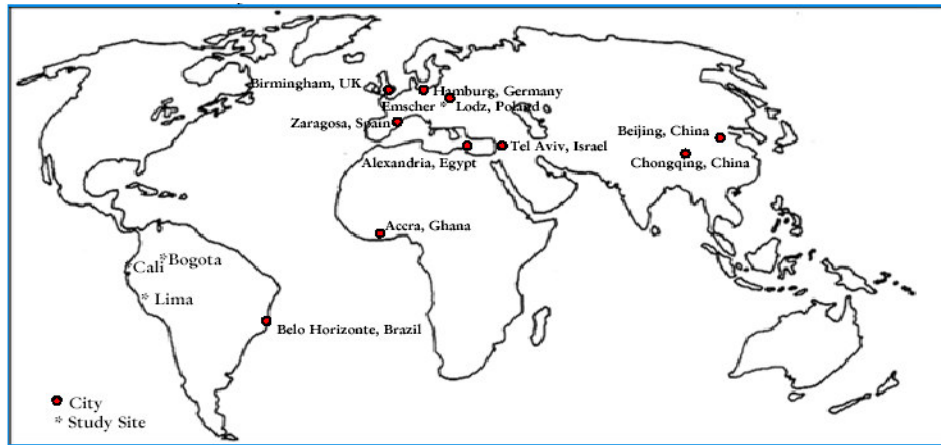 Birmingham, UK
Hamburg, Germany
Emscher * Lodz, Poland
Zaragosa, Spain
Beijing, China
Tel Aviv, Israel
Alexandria, Egypt
Chongqing, China
Accra, Ghana
* Bogota
* Cali
* Lima
Belo Horizonte, Brazil
City
* Study Site